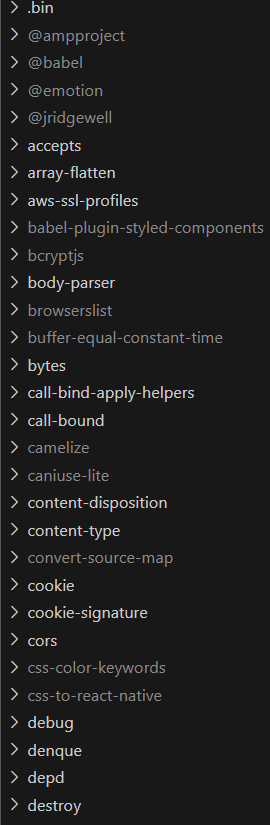 .bin
@ampproject
@babel
@emotion
@jridgewell
accepts
array-flatten
aws-ssl-profiles
babel-plugin-styled-components
bcryptjs
body-parser
browserslist
buffer-equal-constant-time
bytes
call-bind-apply-helpers
call-bound
camelize
caniuse-lite
content-disposition
content-type
convert-source-map
cookie
cookie-signature
cors
css-color-keywords
css-to-react-native
debug
denque
depd
destroy